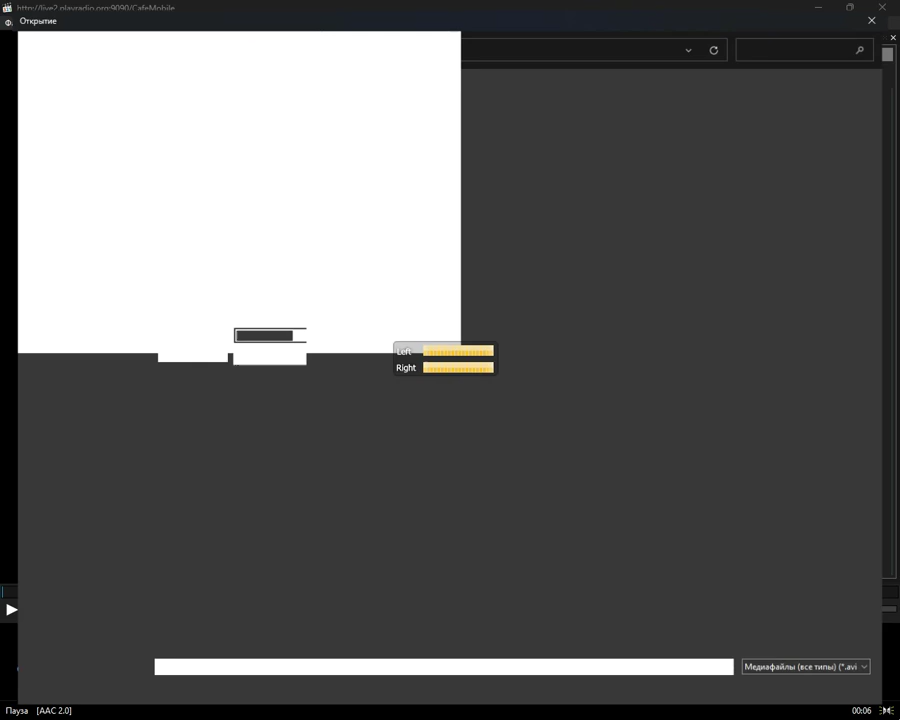 http://live2.playradio.org:9090/CafeMobile
Открытие
Left
Right
Медиафайлы (все типы) (*.avi
Пауза [AAC 2.0]
00:06